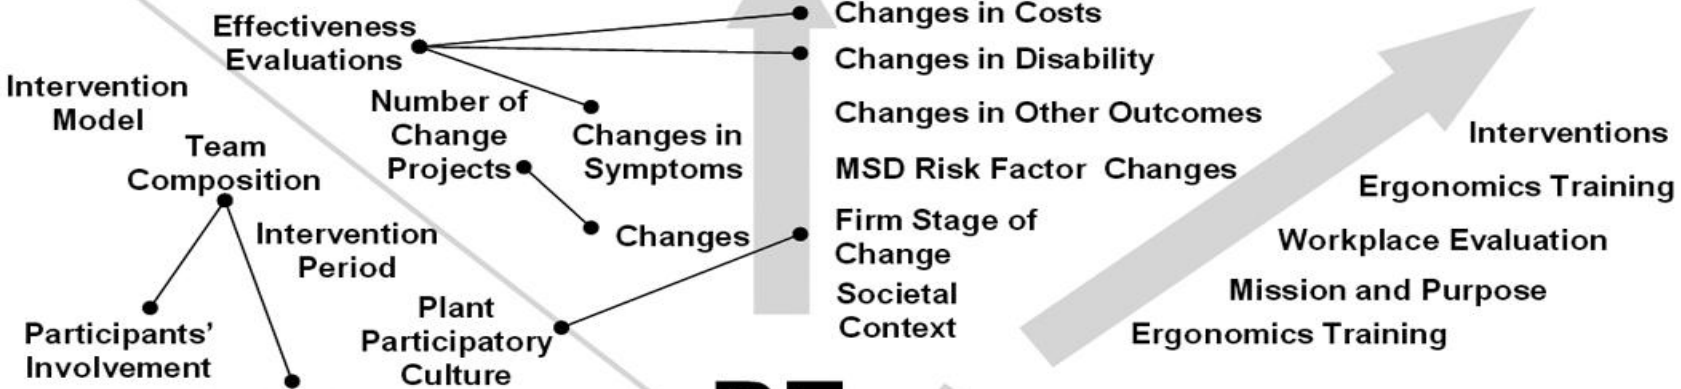 Effectiveness
Evaluations
Changes in Costs
Changes in Disability
Intervention
Model
Number of
Change
Projects
Changes in
Symptoms
Changes in Other Outcomes
Interventions
Team
Composition
MSD Risk Factor Changes
Ergonomics Training
Intervention
Period
Changes
Firm Stage of
Change
Workplace Evaluation
Plant
Participatory
Culture
Societal
Context
Mission and Purpose
Participants'
Involvement
Ergonomics Training